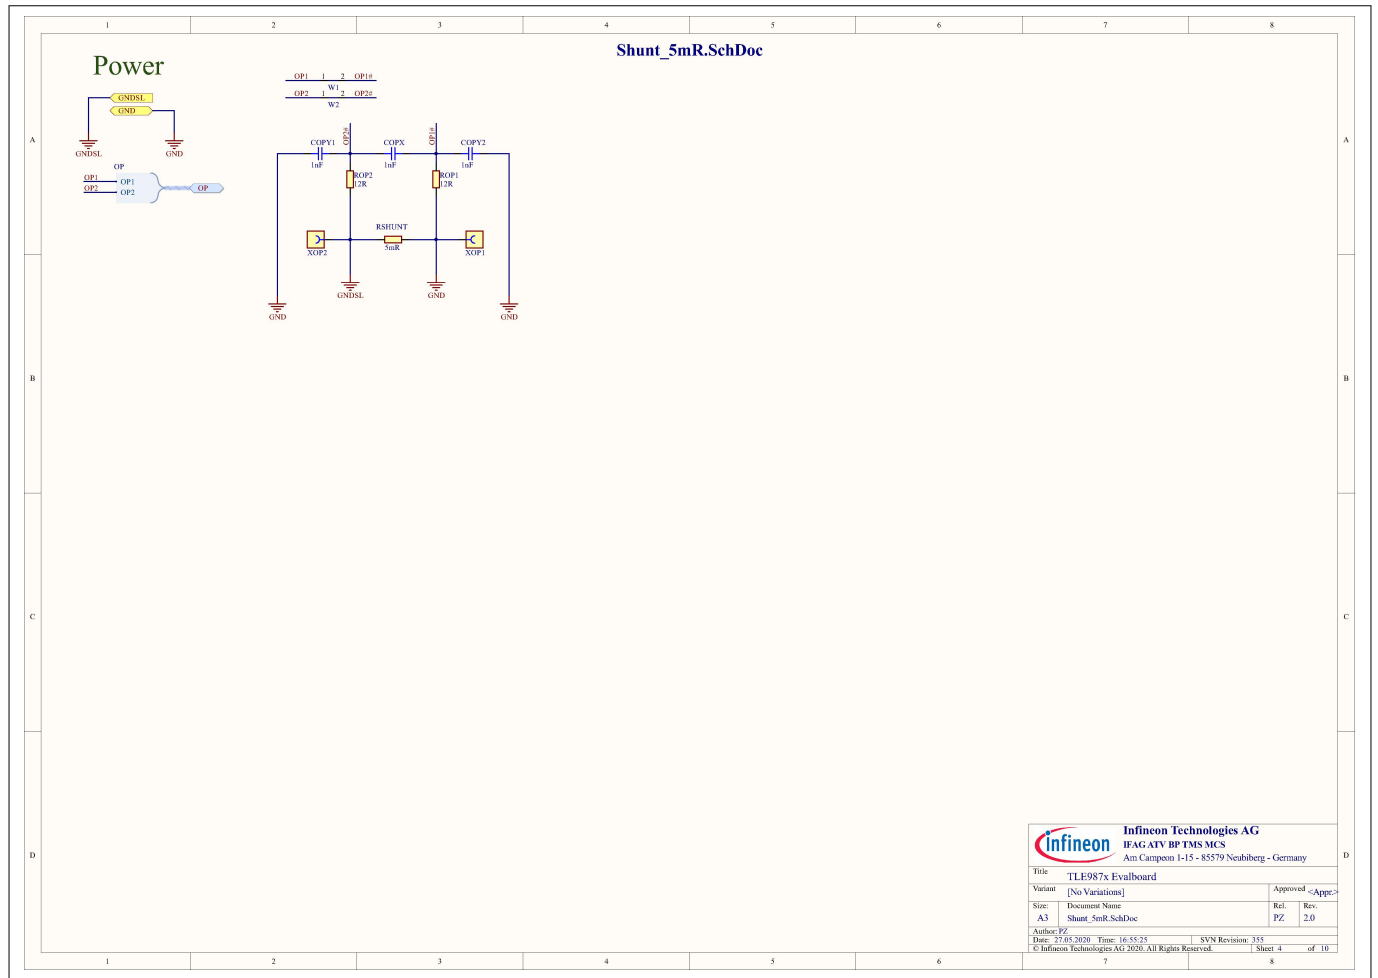 1 2 3 4 5 6 7 8
Shunt_5mR.SchDoc
Power
OP1 1 2 OP1#
W1
OP2 1 2 OP2#
W2
GNDSL
GND
A A
GNDSL GND
OP
OP1 OP1
OP2 OP2
OP
OP2# OP1#
COPY1 COPX COPY2
1nF 1nF 1nF
ROP2 ROP1
12R 12R
RSHUNT
5mR
XOP2 XOP1
GNDSL GND
GND GND
B B
C C
D D
infineon
Infineon Technologies AG
IFAG ATV BP TMS MCS
Am Campeon 1-15 - 85579 Neubiberg - Germany
Title
TLE987x Evalboard
Variant [No Variations] Approved <Appr.>
Size: Document Name Rel. Rev.
A3 Shunt_5mR.SchDoc PZ 2.0
Author: PZ
Date: 27.05.2020 Time: 16:55:25 SVN Revision: 355
© Infineon Technologies AG 2020. All Rights Reserved. Sheet 4 of 10
1 2 3 4 5 6 7 8